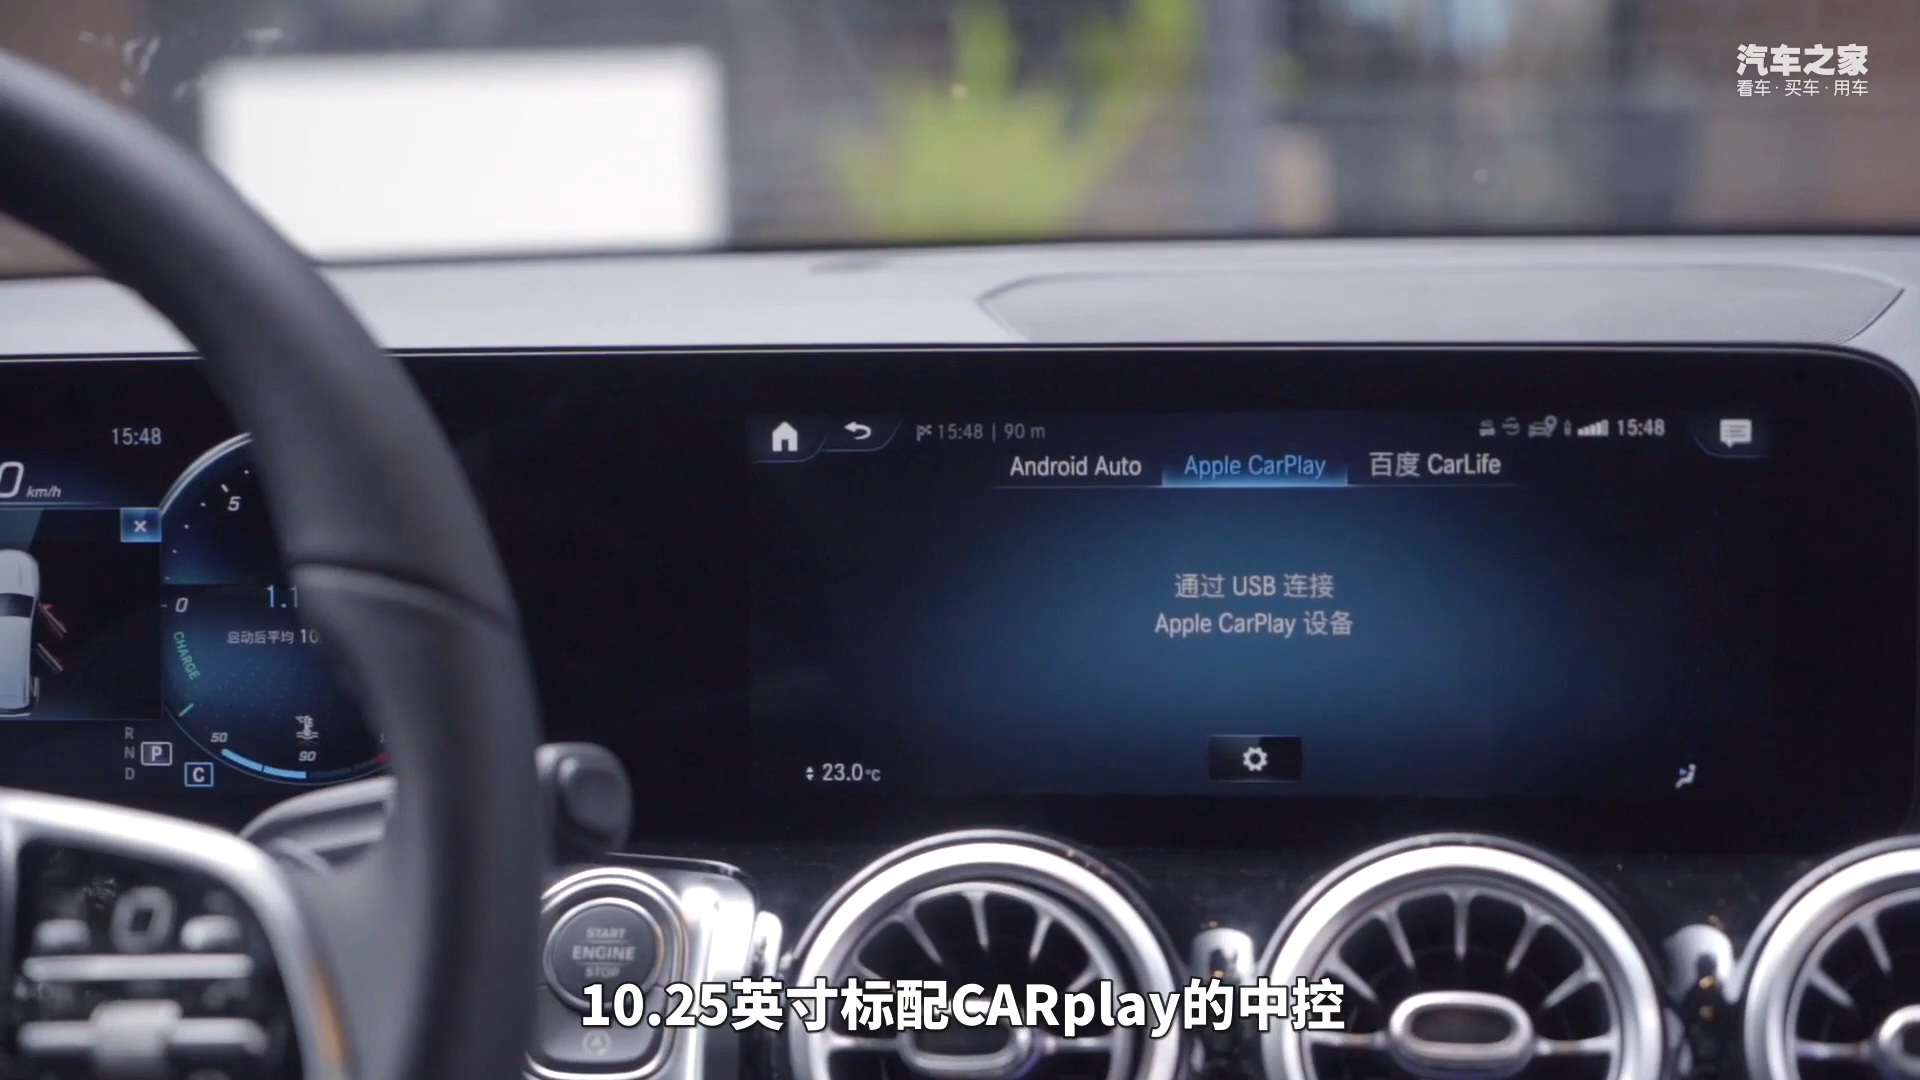 汽车之家
看车·买车·用车
15:48
0 km/h
5
0
1.1
启动后平均 10.
CHARGE
50
90
R
N
D
P
C
15:48 | 90 m
15:48
Android Auto
Apple CarPlay
百度 CarLife
通过 USB 连接
Apple CarPlay 设备
23.0°C
START
ENGINE
STOP
10.25英寸标配CARplay的中控